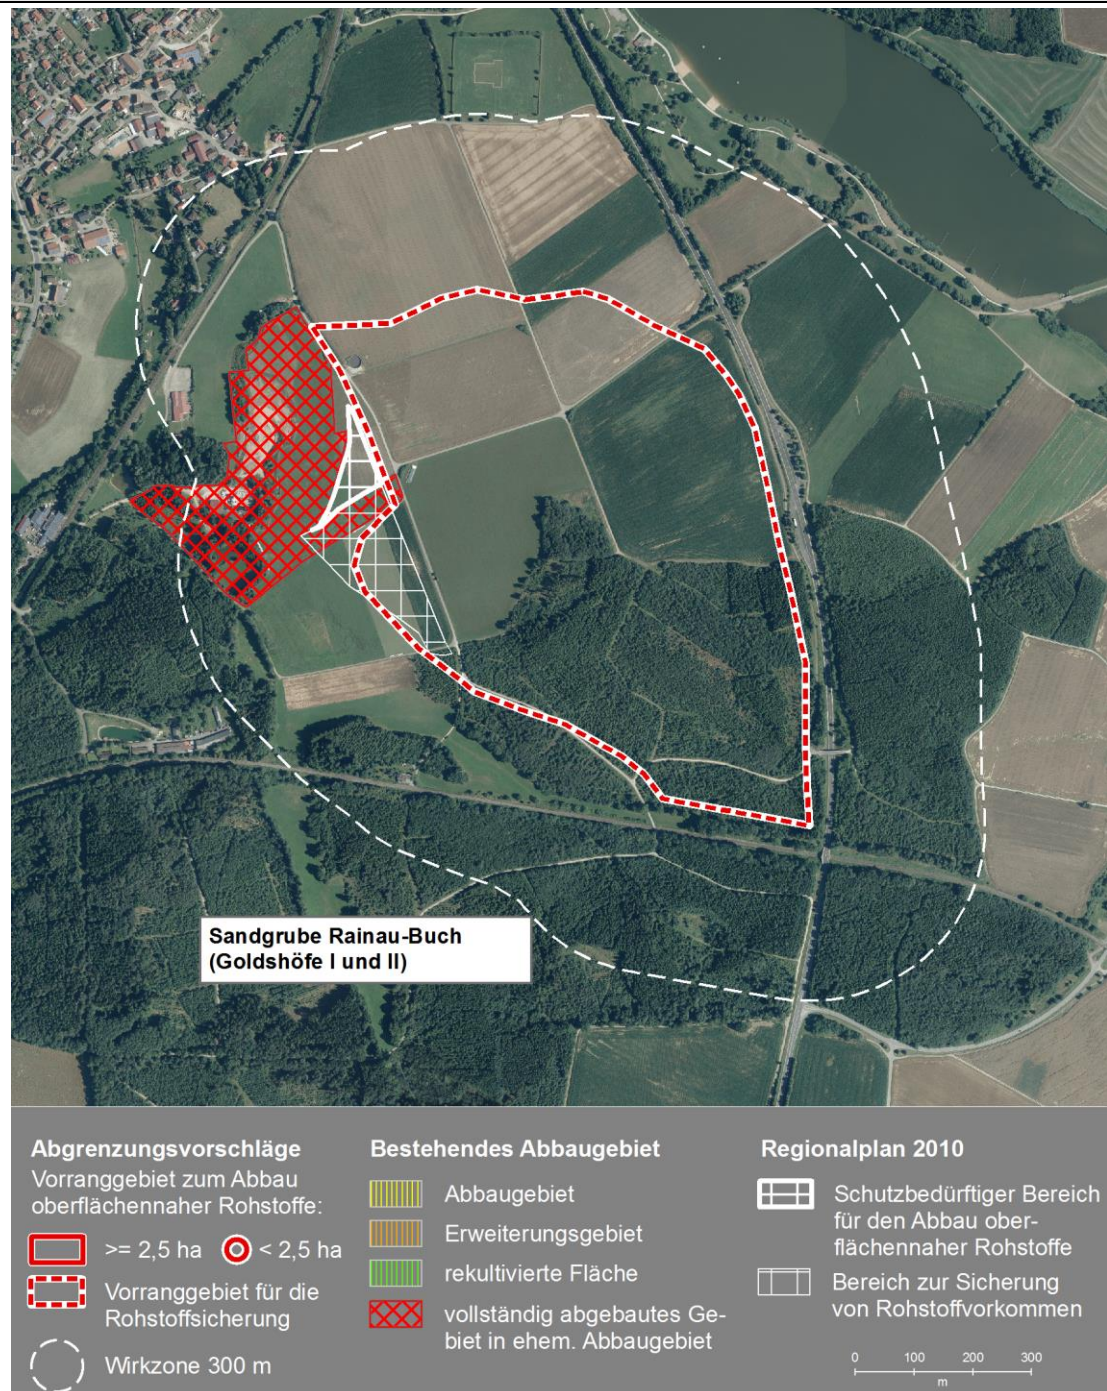 Sandgrube Rainau-Buch
(Goldshöfe I und II)
Abgrenzungsvorschläge
Vorranggebiet zum Abbau
oberflächennaher Rohstoffe:
>= 2,5 ha
< 2,5 ha
Vorranggebiet für die
Rohstoffsicherung
Wirkzone 300 m
Bestehendes Abbaugebiet
Abbaugebiet
Erweiterungsgebiet
rekultivierte Fläche
vollständig abgebautes Ge-
biet in ehem. Abbaugebiet
Regionalplan 2010
Schutzbedürftiger Bereich
für den Abbau ober-
flächennaher Rohstoffe
Bereich zur Sicherung
von Rohstoffvorkommen
0 100 200 300
m